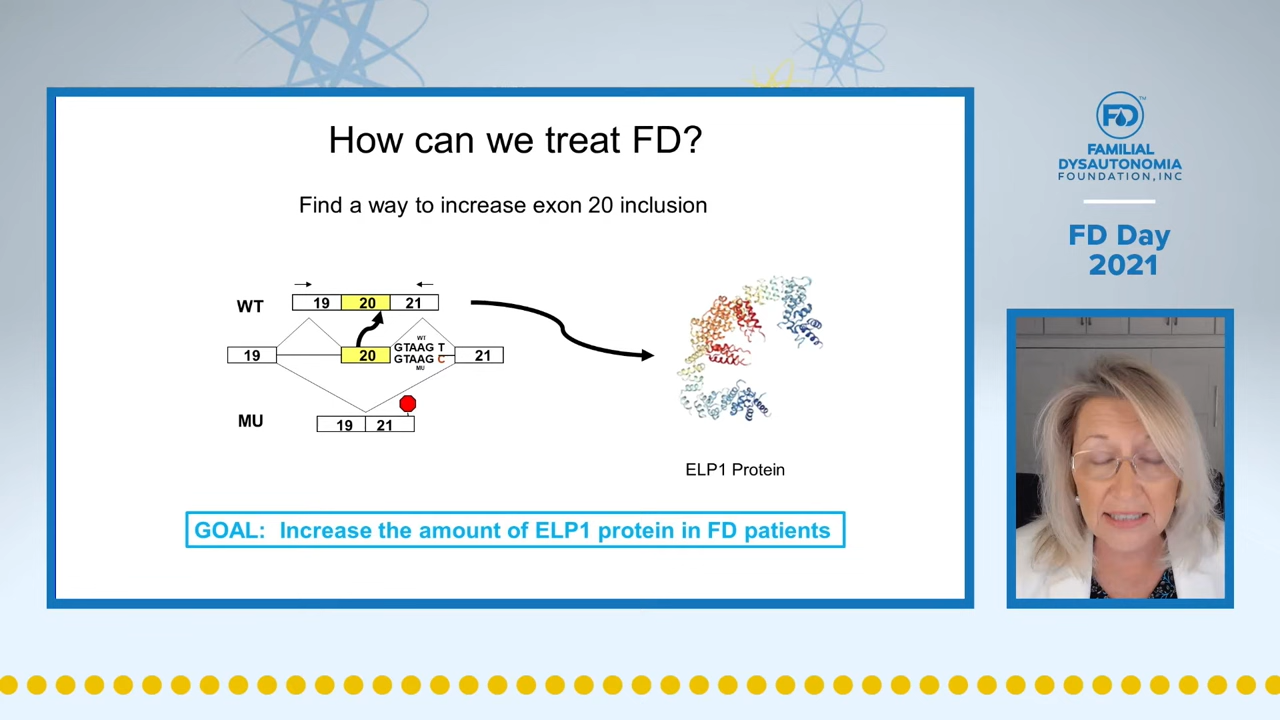 How can we treat FD?
Find a way to increase exon 20 inclusion
WT
19 20 21
19
20
WT
GTAAG T
GTAAG C
MU
21
MU
19 21
ELP1 Protein
GOAL: Increase the amount of ELP1 protein in FD patients
FD™
FAMILIAL
DYSAUTONOMIA
FOUNDATION, INC
FD Day
2021